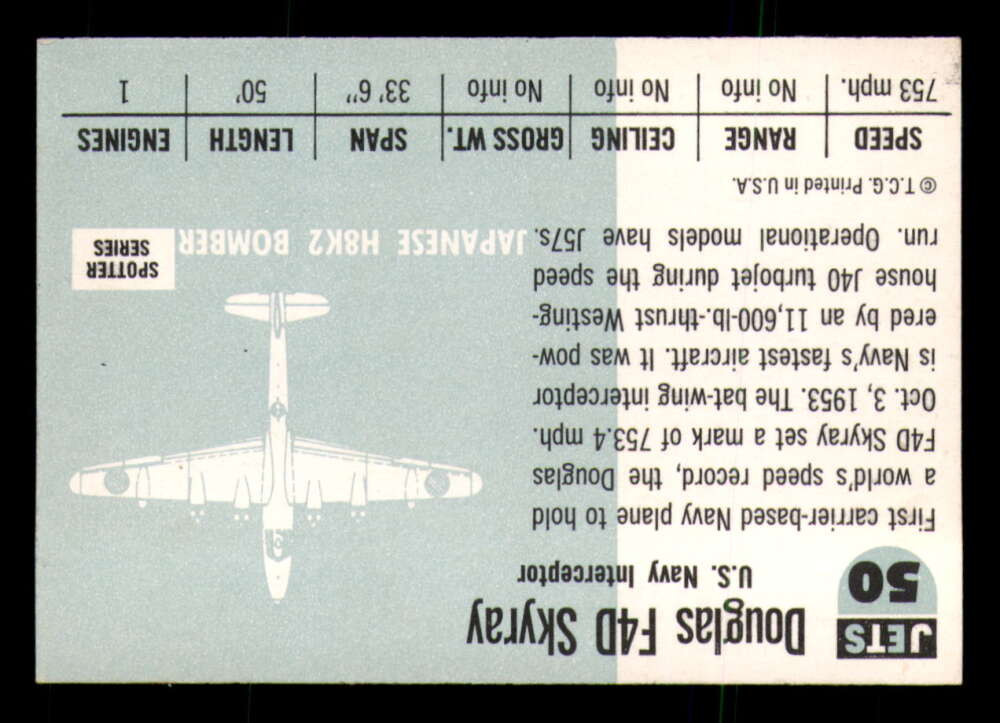 JETS
50
Douglas F4D Skyray
U.S. Navy Interceptor
First carrier-based Navy plane to hold
a world's speed record, the Douglas
F4D Skyray set a mark of 753.4 mph.
Oct. 3, 1953. The bat-wing interceptor
is Navy's fastest aircraft. It was pow-
ered by an 11,600-lb.-thrust Westing-
house J40 turbojet during the speed
run. Operational models have J57s.
SPOTTER
SERIES
JAPANESE H8K2 BOMBER
© T.C.G. Printed in U.S.A.
SPEED RANGE CEILING GROSS WT. SPAN LENGTH ENGINES
753 mph. No info No info No info 33' 6" 50' 1